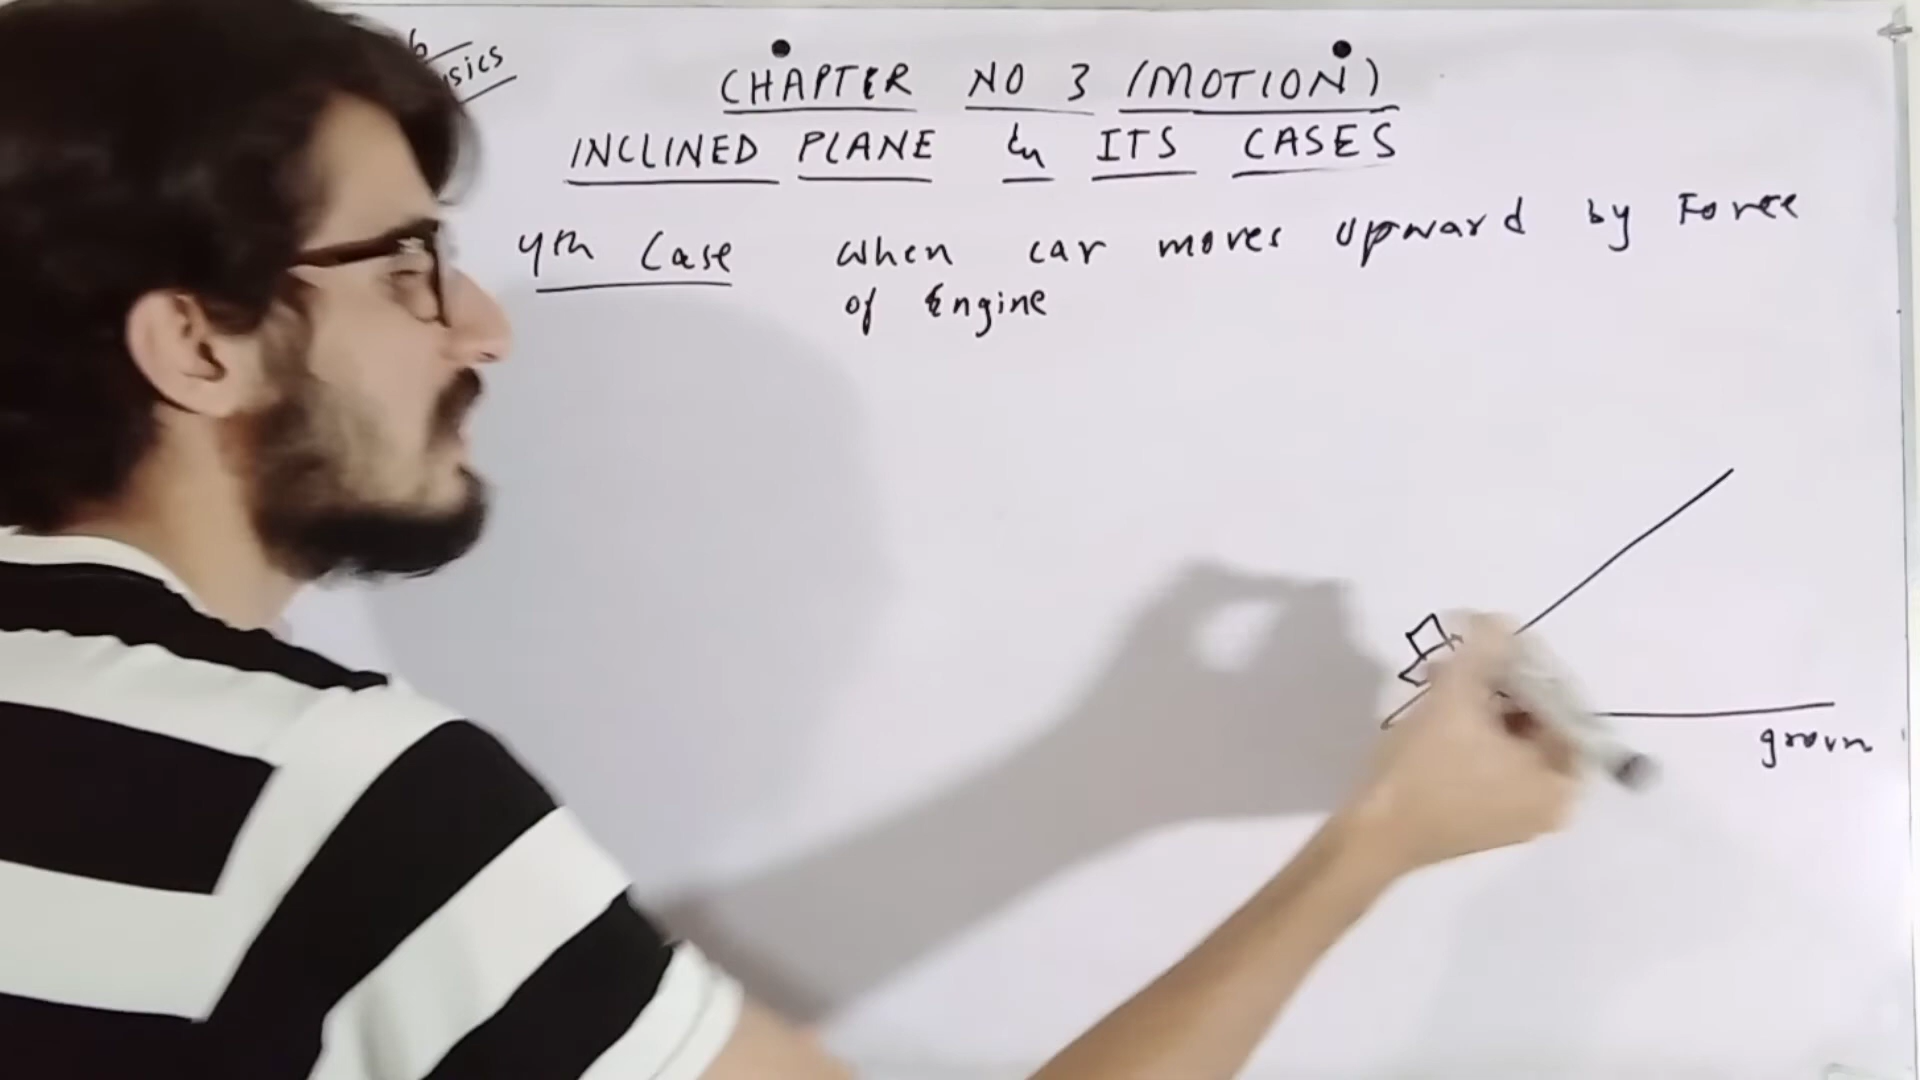 CHAPTER NO 3 (MOTION)
INCLINED PLANE & ITS CASES
4th Case when car moves upward by Force
of Engine
groun